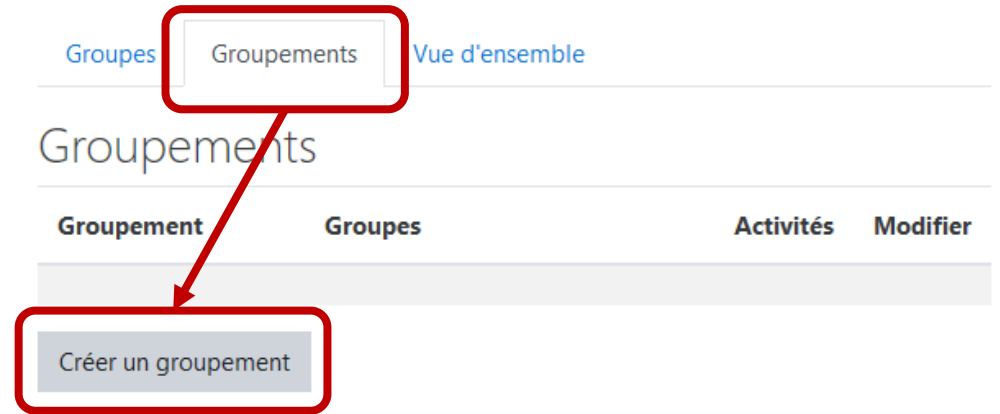 Groupes Groupements Vue d'ensemble
Groupements
Groupement Groupes Activités Modifier
Créer un groupement